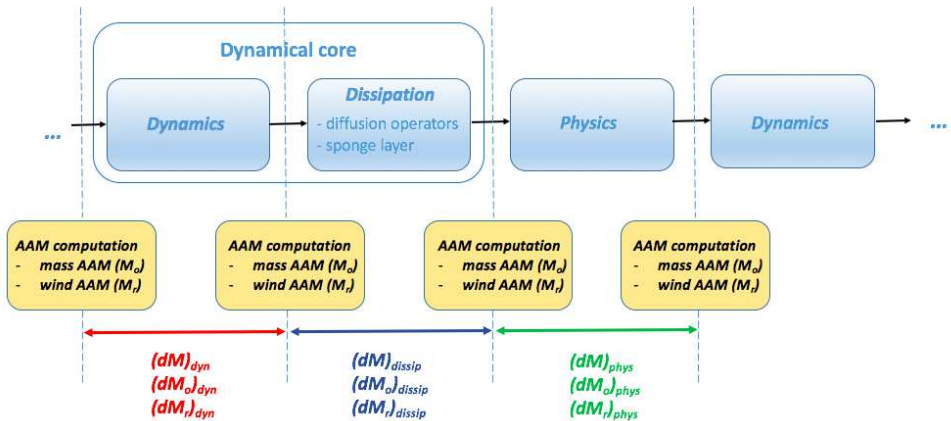 Dynamical core
...
Dynamics
Dissipation
- diffusion operators
- sponge layer
Physics
Dynamics
...
AAM computation
- mass AAM (Mo)
- wind AAM (Mr)
AAM computation
- mass AAM (Mo)
- wind AAM (Mr)
AAM computation
- mass AAM (Mo)
- wind AAM (Mr)
AAM computation
- mass AAM (Mo)
- wind AAM (Mr)
(dM)dyn
(dMo)dyn
(dMr)dyn
(dM)dissip
(dMo)dissip
(dMr)dissip
(dM)phys
(dMo)phys
(dMr)phys